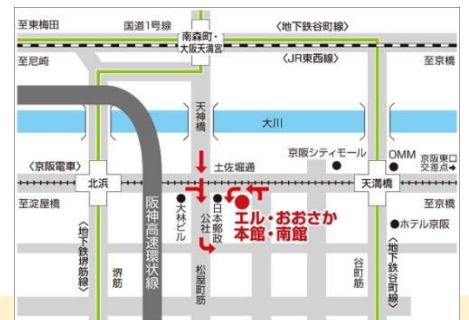 至東梅田
国道1号線
南森町・
大阪天満宮
〈地下鉄谷町線〉
至尼崎
〈JR東西線〉
至京橋
天神橋
大川
土佐堀通
京阪シティモール
OMM
京阪東口
交差点➡
〈京阪電車〉
北浜
天満橋
至淀屋橋
至京橋
阪神高速環状線
大林ビル
日本郵政
公社
エル・おおさか
本館・南館
ホテル京阪
〈地下鉄堺筋線〉
堺筋
松屋町筋
谷町筋
〈地下鉄谷町線〉